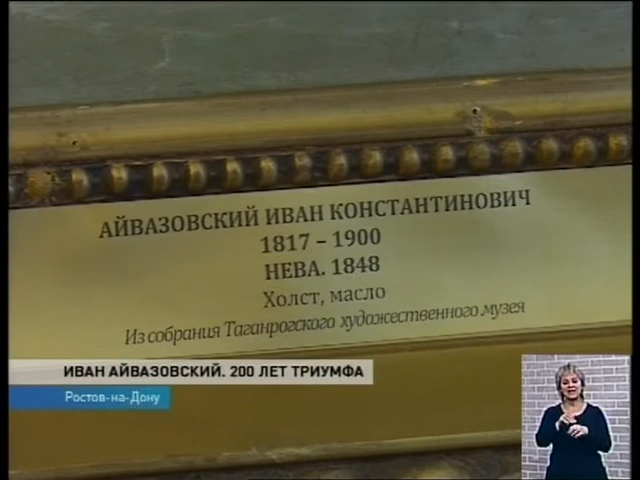 АЙВАЗОВСКИЙ ИВАН КОНСТАНТИНОВИЧ
1817 – 1900
НЕВА. 1848
Холст, масло
Из собрания Таганрогского художественного музея
ИВАН АЙВАЗОВСКИЙ. 200 ЛЕТ ТРИУМФА
Ростов-на-Дону